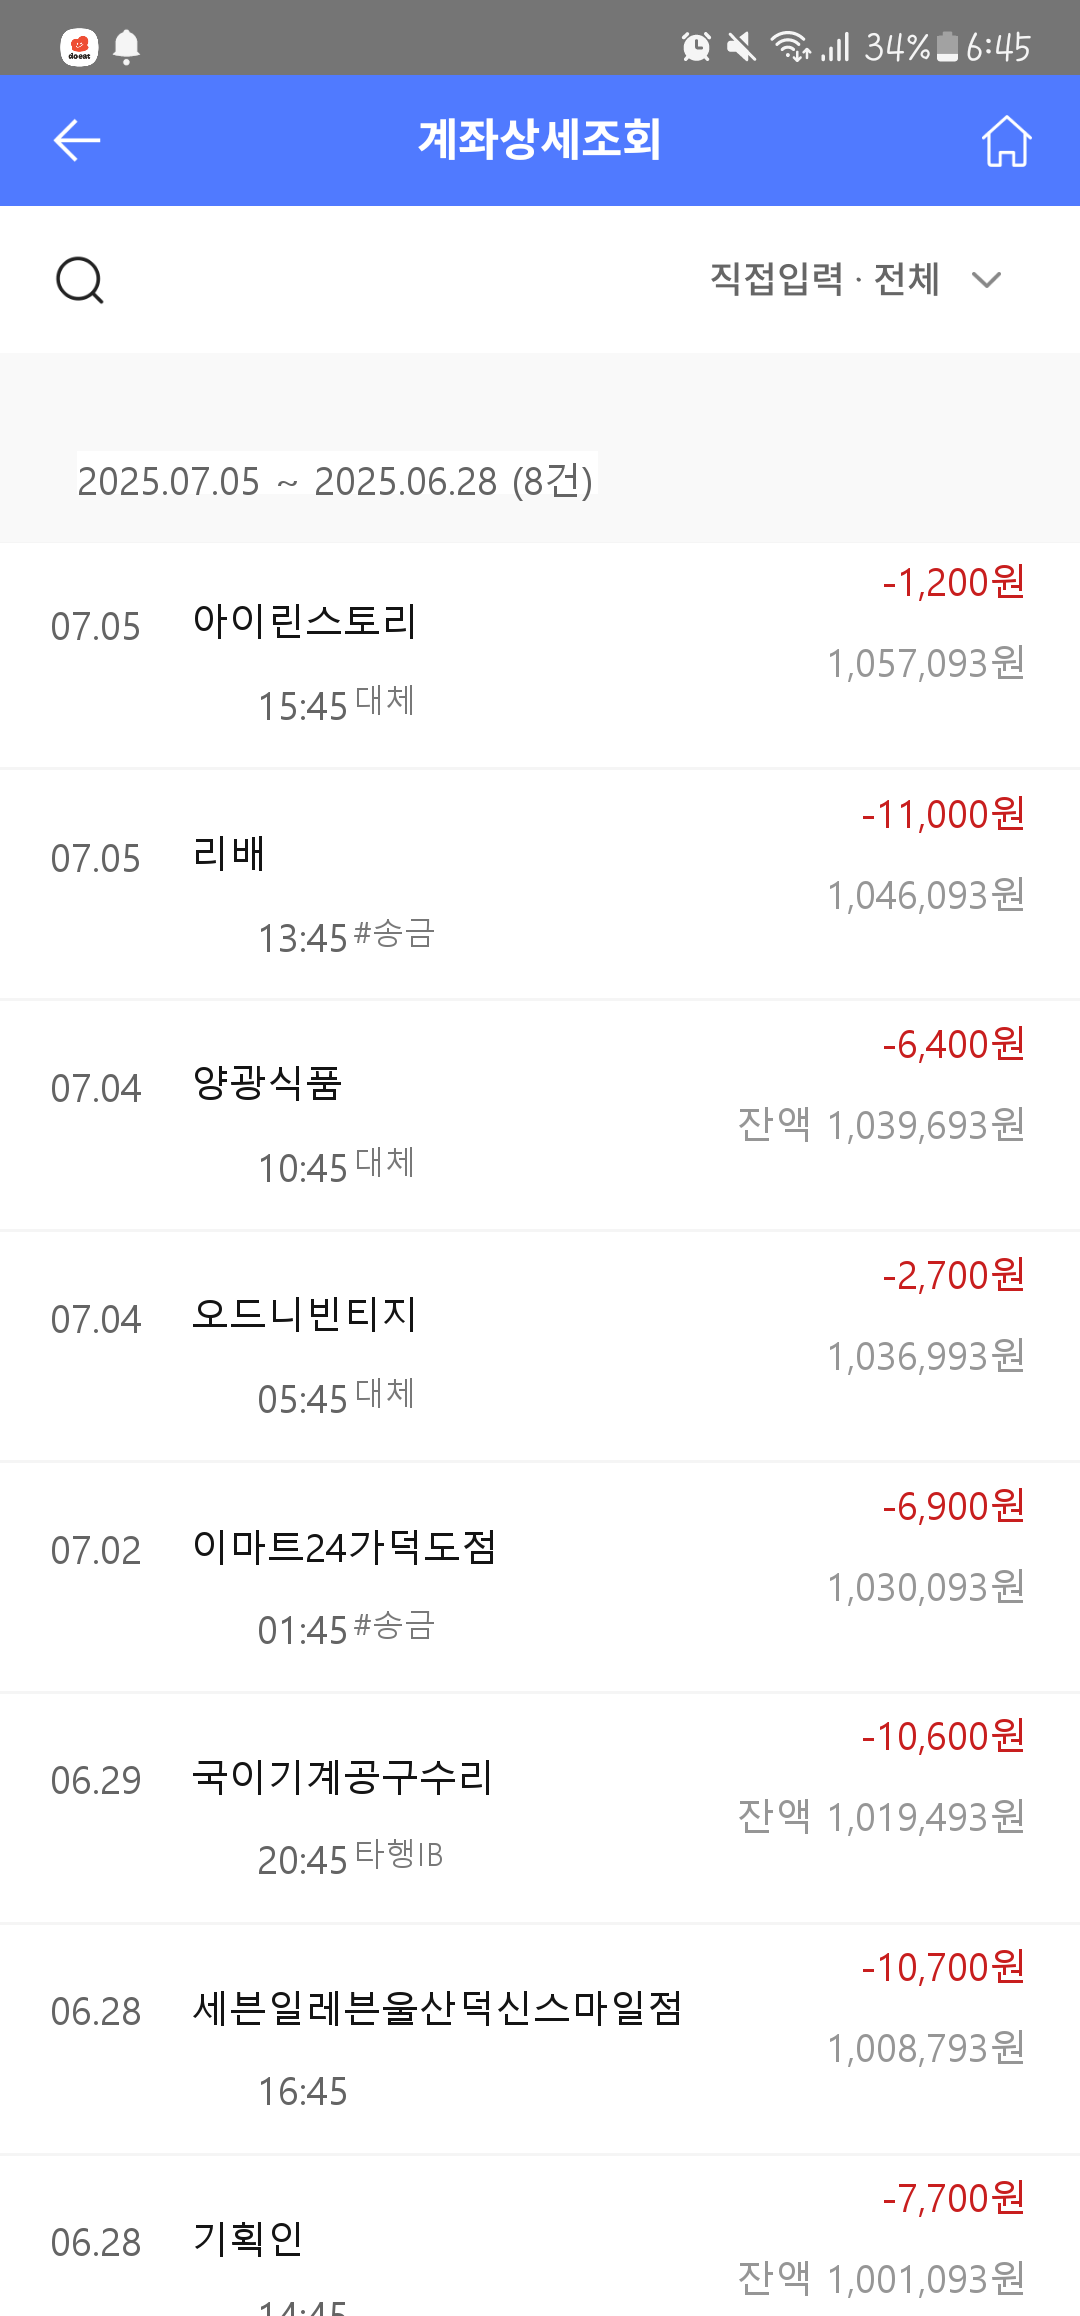 doeat 34% 6:45
계좌상세조회
직접입력 · 전체
2025.07.05 ~ 2025.06.28 (8건)
-1,200원
07.05 아이린스토리
1,057,093원
15:45 대체
-11,000원
07.05 리배
1,046,093원
13:45 #송금
-6,400원
07.04 양광식품
잔액 1,039,693원
10:45 대체
-2,700원
07.04 오드니빈티지
1,036,993원
05:45 대체
-6,900원
07.02 이마트24가덕도점
1,030,093원
01:45 #송금
-10,600원
06.29 국이기계공구수리
잔액 1,019,493원
20:45 타행IB
-10,700원
06.28 세븐일레븐울산덕신스마일점
1,008,793원
16:45
-7,700원
06.28 기획인
잔액 1,001,093원
14:45